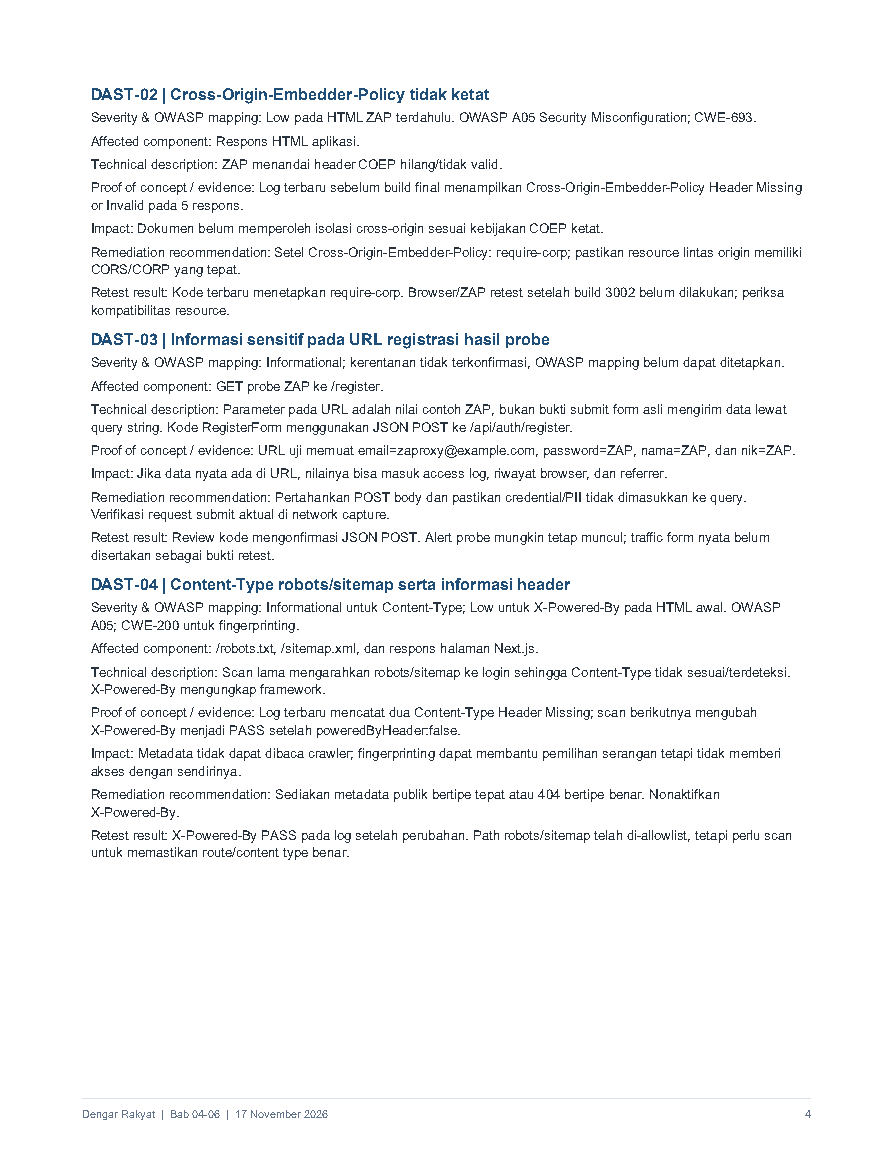 DAST-02 | Cross-Origin-Embedder-Policy tidak ketat
Severity & OWASP mapping: Low pada HTML ZAP terdahulu. OWASP A05 Security Misconfiguration; CWE-693.
Affected component: Respons HTML aplikasi.
Technical description: ZAP menandai header COEP hilang/tidak valid.
Proof of concept / evidence: Log terbaru sebelum build final menampilkan Cross-Origin-Embedder-Policy Header Missing
or Invalid pada 5 respons.
Impact: Dokumen belum memperoleh isolasi cross-origin sesuai kebijakan COEP ketat.
Remediation recommendation: Setel Cross-Origin-Embedder-Policy: require-corp; pastikan resource lintas origin memiliki
CORS/CORP yang tepat.
Retest result: Kode terbaru menetapkan require-corp. Browser/ZAP retest setelah build 3002 belum dilakukan; periksa
kompatibilitas resource.
DAST-03 | Informasi sensitif pada URL registrasi hasil probe
Severity & OWASP mapping: Informational; kerentanan tidak terkonfirmasi, OWASP mapping belum dapat ditetapkan.
Affected component: GET probe ZAP ke /register.
Technical description: Parameter pada URL adalah nilai contoh ZAP, bukan bukti submit form asli mengirim data lewat
query string. Kode RegisterForm menggunakan JSON POST ke /api/auth/register.
Proof of concept / evidence: URL uji memuat email=zaproxy@example.com, password=ZAP, nama=ZAP, dan nik=ZAP.
Impact: Jika data nyata ada di URL, nilainya bisa masuk access log, riwayat browser, dan referrer.
Remediation recommendation: Pertahankan POST body dan pastikan credential/PII tidak dimasukkan ke query.
Verifikasi request submit aktual di network capture.
Retest result: Review kode mengonfirmasi JSON POST. Alert probe mungkin tetap muncul; traffic form nyata belum
disertakan sebagai bukti retest.
DAST-04 | Content-Type robots/sitemap serta informasi header
Severity & OWASP mapping: Informational untuk Content-Type; Low untuk X-Powered-By pada HTML awal. OWASP
A05; CWE-200 untuk fingerprinting.
Affected component: /robots.txt, /sitemap.xml, dan respons halaman Next.js.
Technical description: Scan lama mengarahkan robots/sitemap ke login sehingga Content-Type tidak sesuai/terdeteksi.
X-Powered-By mengungkap framework.
Proof of concept / evidence: Log terbaru mencatat dua Content-Type Header Missing; scan berikutnya mengubah
X-Powered-By menjadi PASS setelah poweredByHeader:false.
Impact: Metadata tidak dapat dibaca crawler; fingerprinting dapat membantu pemilihan serangan tetapi tidak memberi
akses dengan sendirinya.
Remediation recommendation: Sediakan metadata publik bertipe tepat atau 404 bertipe benar. Nonaktifkan
X-Powered-By.
Retest result: X-Powered-By PASS pada log setelah perubahan. Path robots/sitemap telah di-allowlist, tetapi perlu scan
untuk memastikan route/content type benar.
Dengar Rakyat | Bab 04-06 | 17 November 2026
4